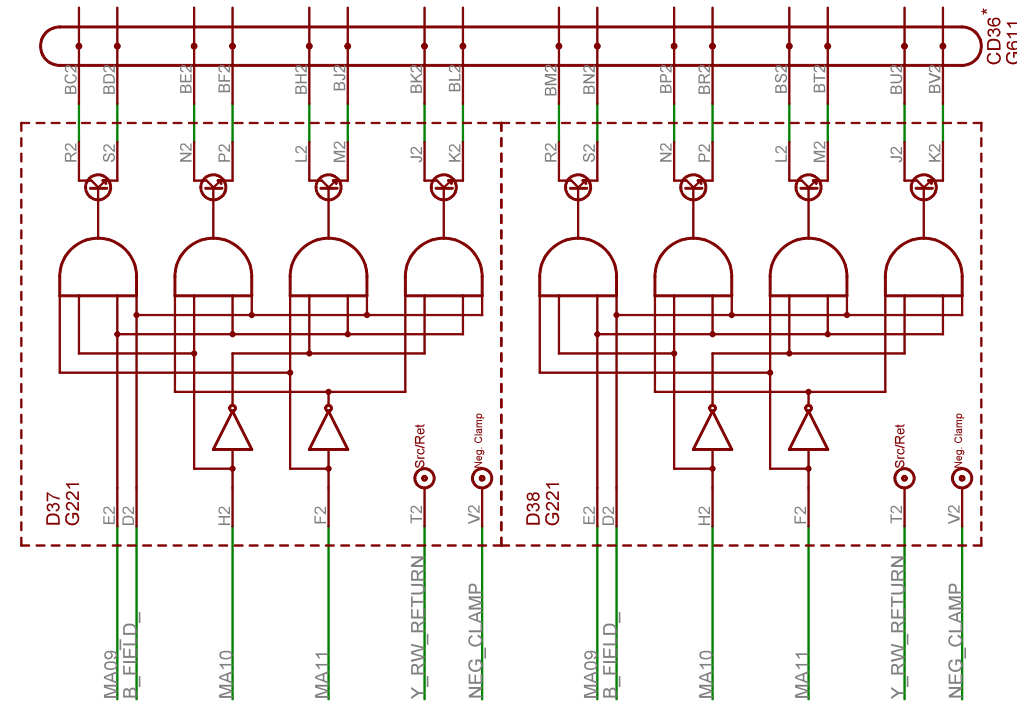 CD36 *
G611
BC2
BD2
BE2
BF2
BH2
BJ2
BK2
BL2
BM2
BN2
BP2
BR2
BS2
BT2
BU2
BV2
R2
S2
N2
P2
L2
M2
J2
K2
R2
S2
N2
P2
L2
M2
J2
K2
Src/Ret
Neg. Clamp
Src/Ret
Neg. Clamp
D37
G221
E2
D2
H2
F2
T2
V2
D38
G221
E2
D2
H2
F2
T2
V2
MA09
B_FIELD_
MA10
MA11
Y_RW_RETURN
NEG_CLAMP
MA09
B_FIELD_
MA10
MA11
Y_RW_RETURN
NEG_CLAMP